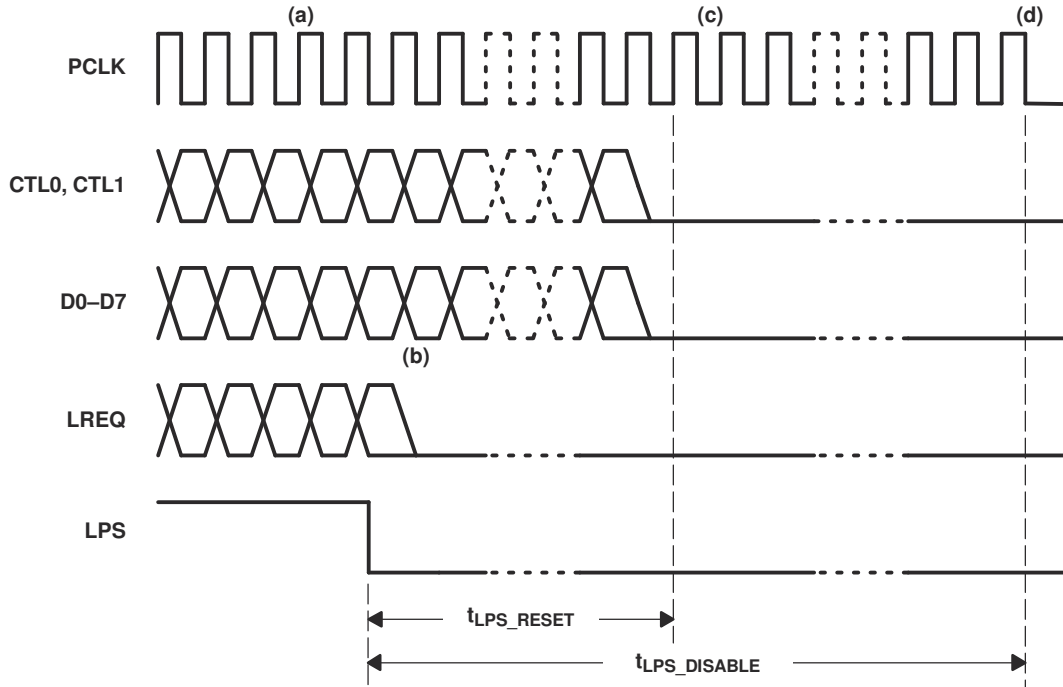 (a) (c) (d)
PCLK
CTL0, CTL1
D0–D7
(b)
LREQ
LPS
tLPS_RESET
tLPS_DISABLE